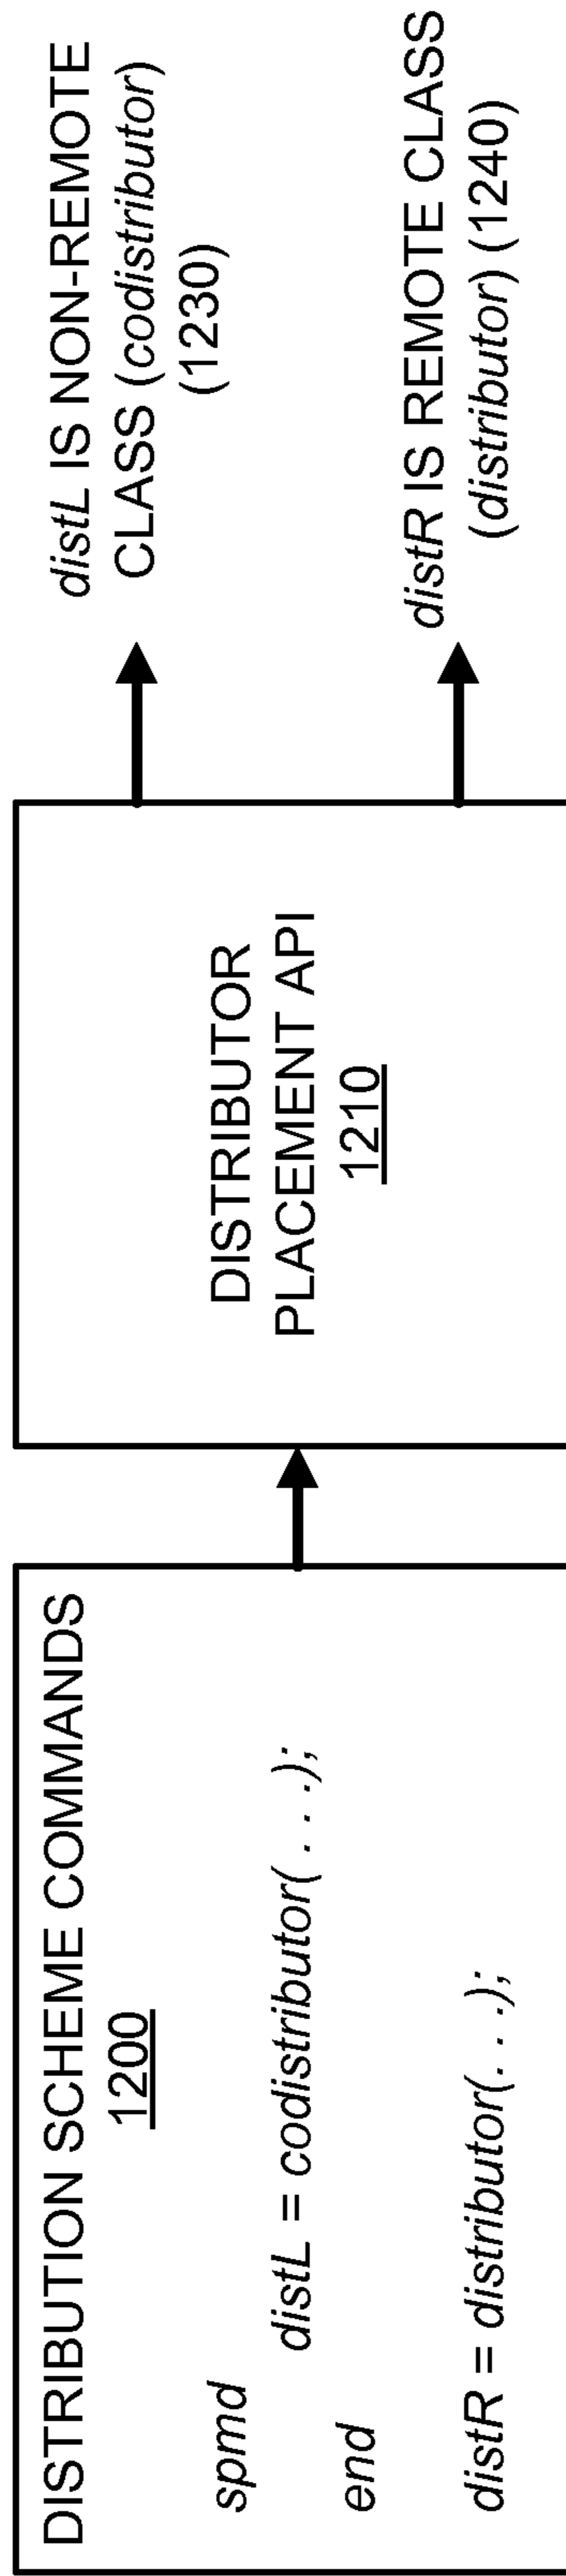 DISTRIBUTION SCHEME COMMANDS
1200
spmd
distL = codistributor( . . .);
end
distR = distributor(. . .);
DISTRIBUTOR
PLACEMENT API
1210
distL IS NON-REMOTE
CLASS (codistributor)
(1230)
distR IS REMOTE CLASS
(distributor) (1240)